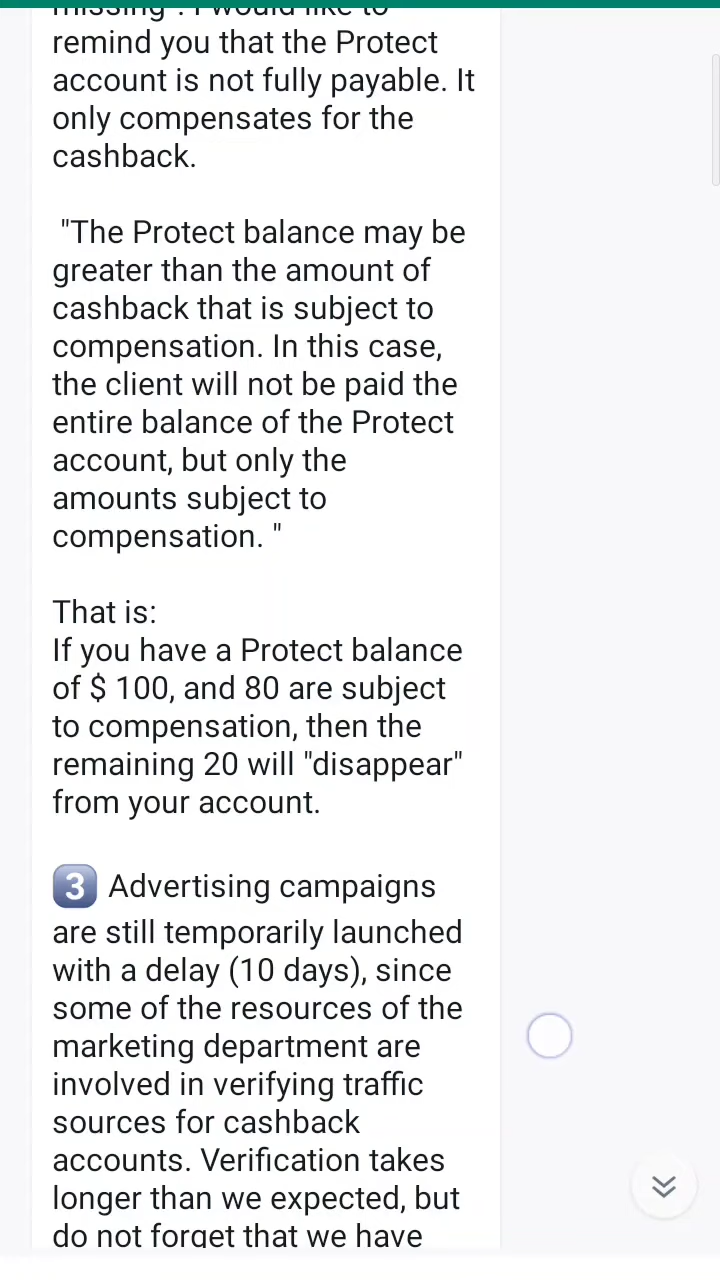 missing". I would like to
remind you that the Protect
account is not fully payable. It
only compensates for the
cashback.
"The Protect balance may be
greater than the amount of
cashback that is subject to
compensation. In this case,
the client will not be paid the
entire balance of the Protect
account, but only the
amounts subject to
compensation. "
That is:
If you have a Protect balance
of $ 100, and 80 are subject
to compensation, then the
remaining 20 will "disappear"
from your account.
3 Advertising campaigns
are still temporarily launched
with a delay (10 days), since
some of the resources of the
marketing department are
involved in verifying traffic
sources for cashback
accounts. Verification takes
longer than we expected, but
do not forget that we have